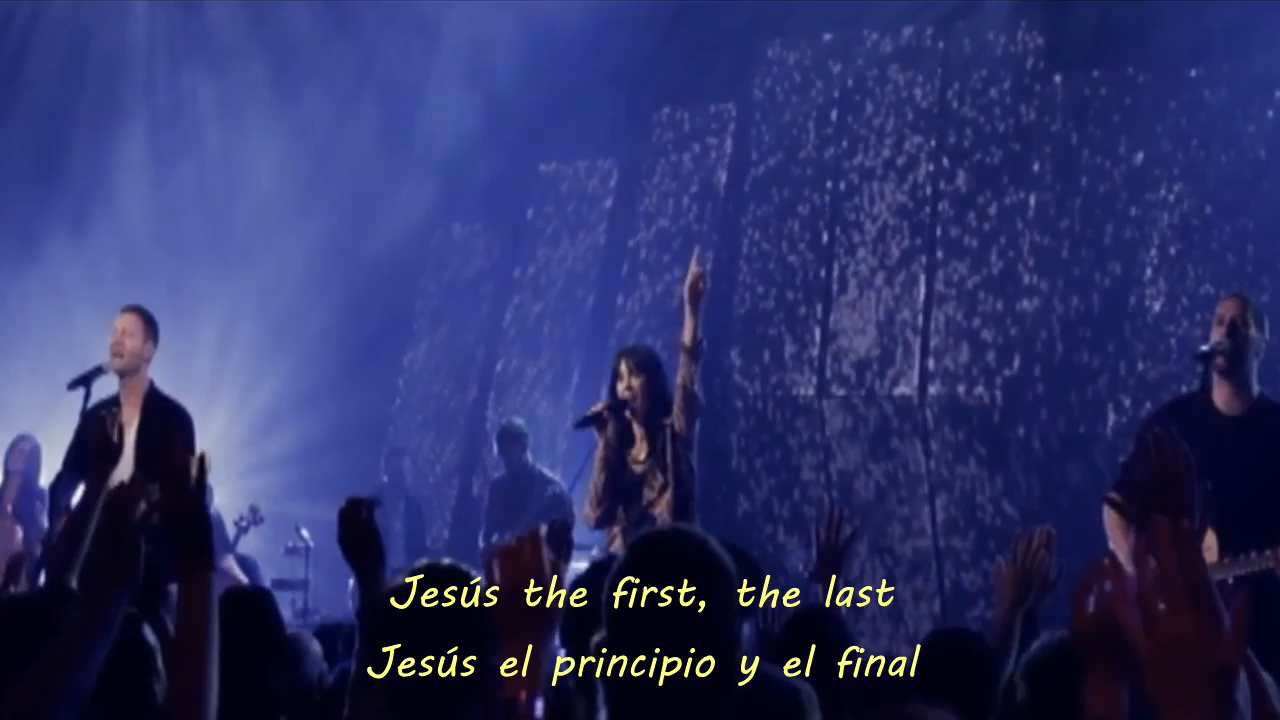 Jesús the first, the last
Jesús el principio y el final